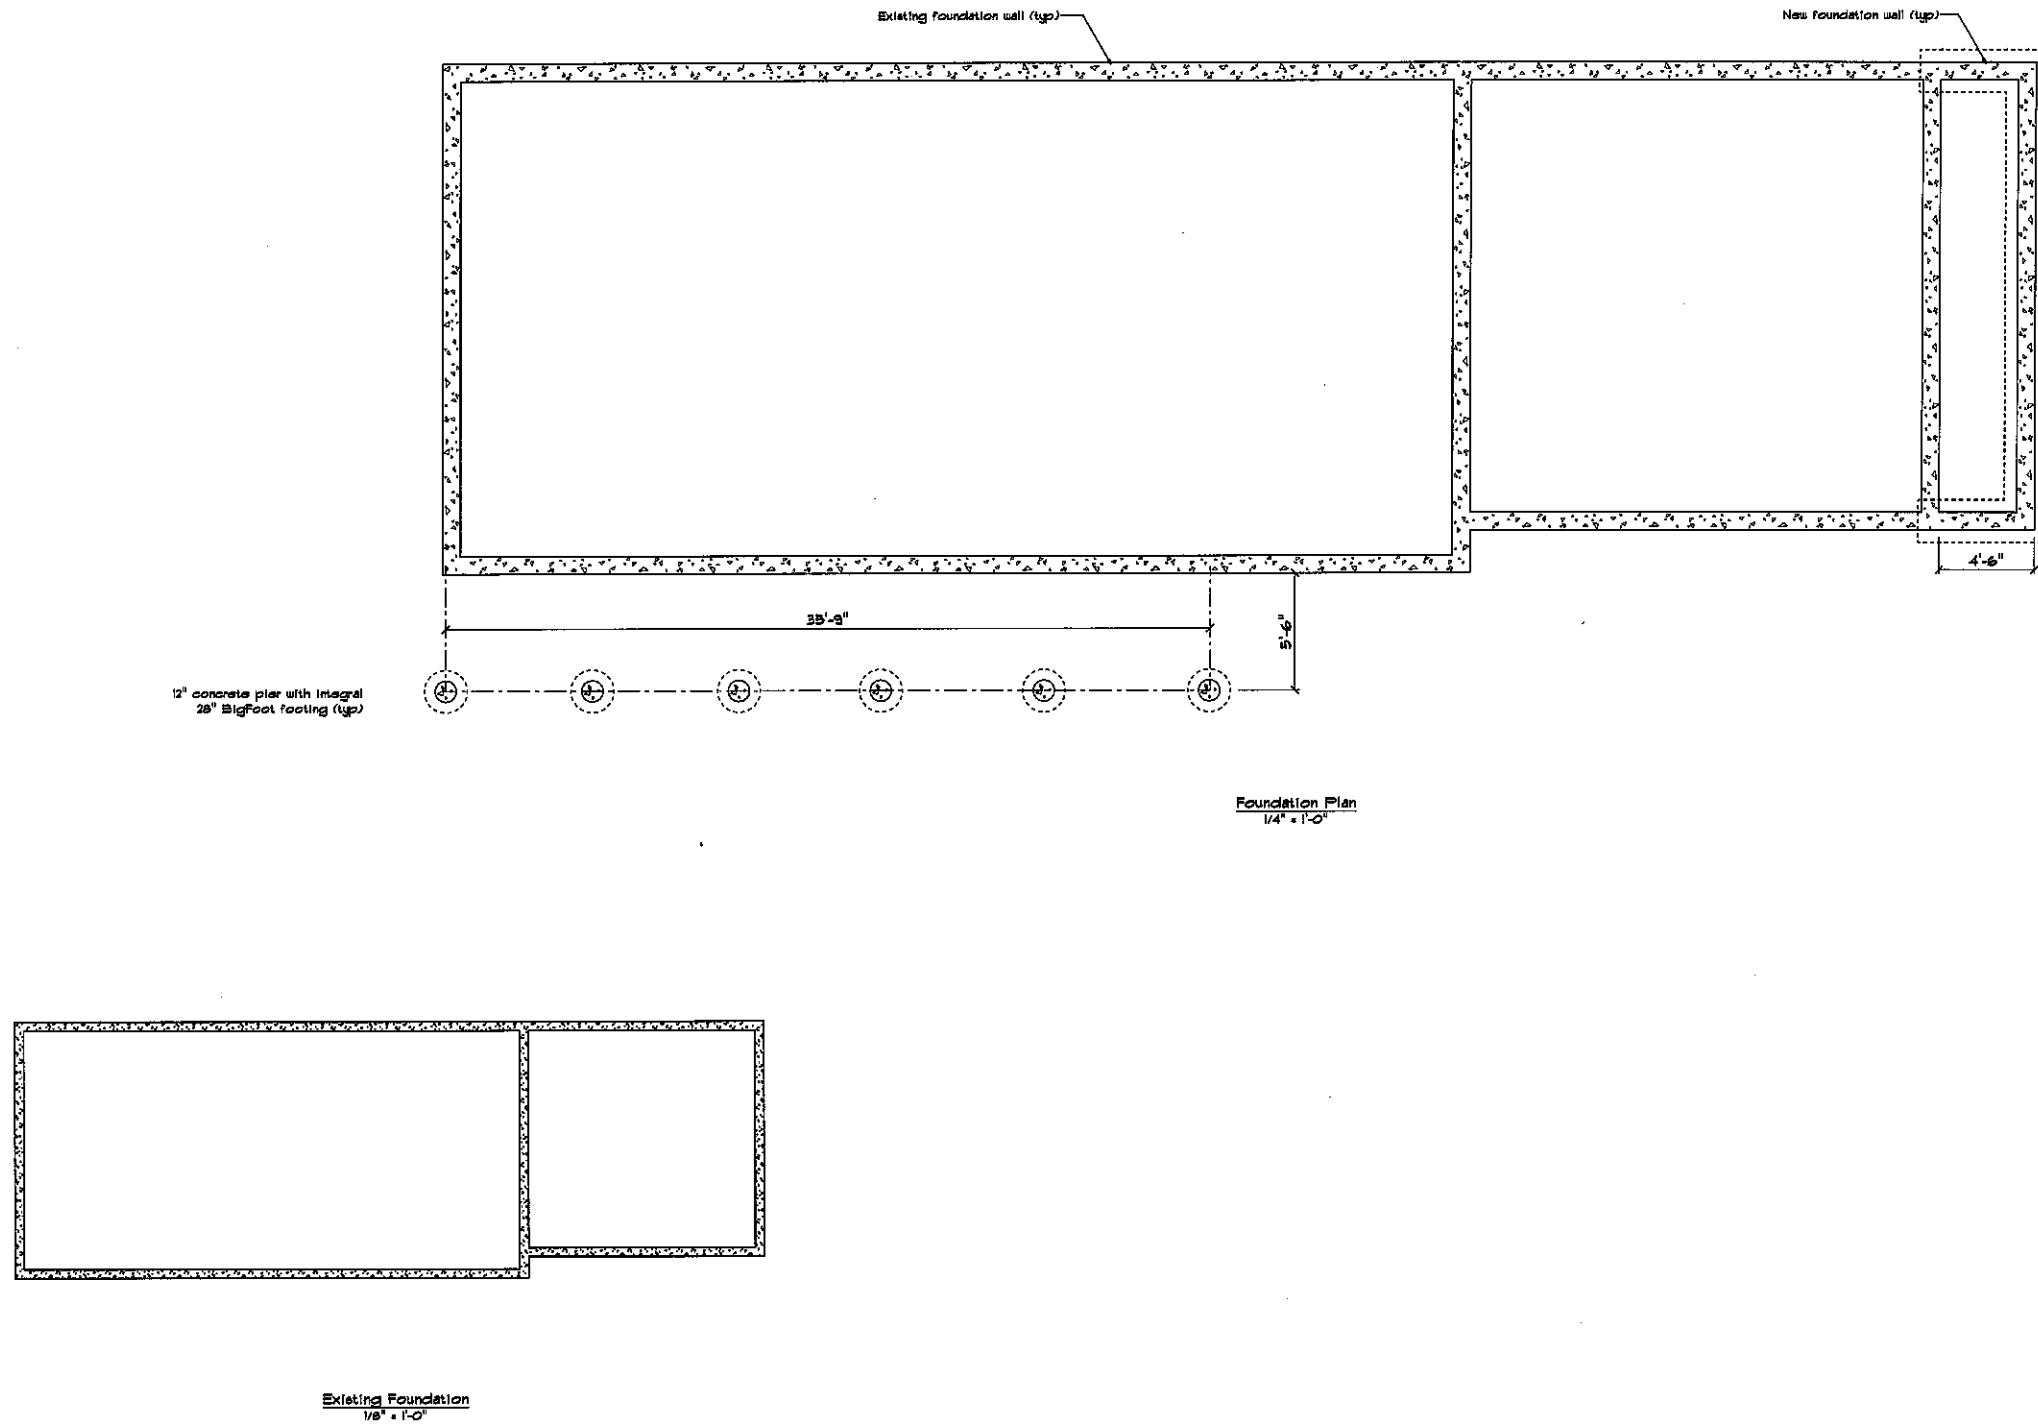 Existing foundation wall (typ.)
New foundation wall (typ.)
4'-6"
35'-9"
5'-6"
12" concrete pier with integral
28" BigFoot footing (typ.)
Foundation Plan
1/4" = 1'-0"
Existing Foundation
1/8" = 1'-0"